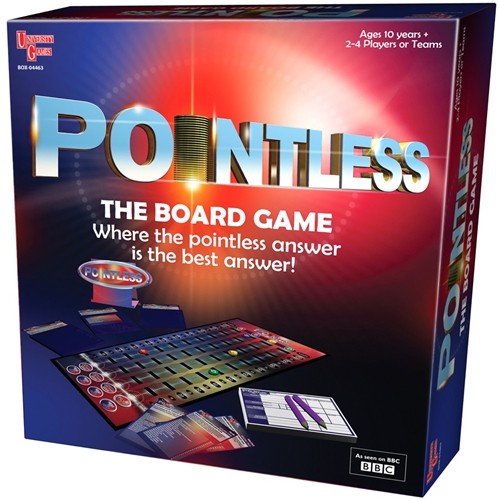 UNIVERSITY
GAMES
BOX-04463
Ages 10 years +
2-4 Players or Teams
POINTLESS
THE BOARD GAME
Where the pointless answer
is the best answer!
POINTLESS
As seen on BBC
BBC
POINTLESS
THE BOARD GAME